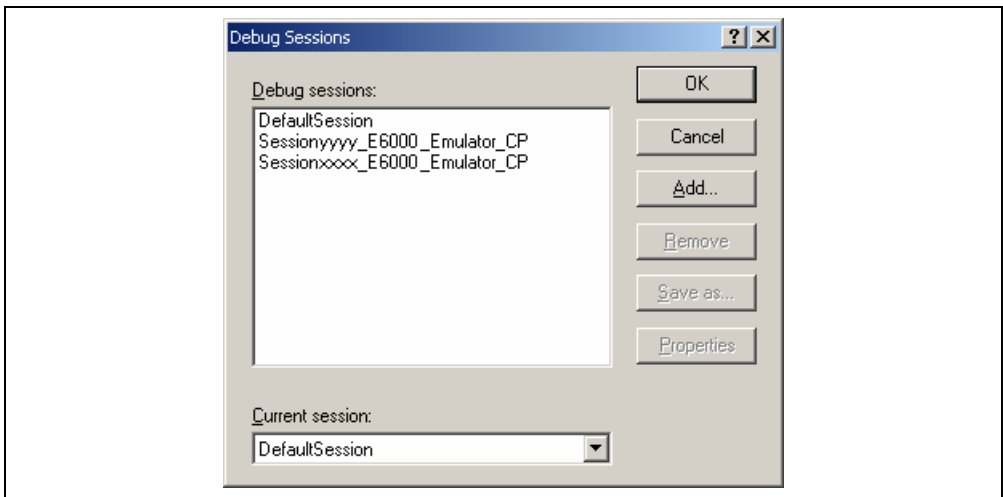 Debug Sessions
Debug sessions:
DefaultSession
Sessionyyyy_E6000_Emulator_CP
Sessionxxxx_E6000_Emulator_CP
OK
Cancel
Add...
Remove
Save as...
Properties
Current session:
DefaultSession